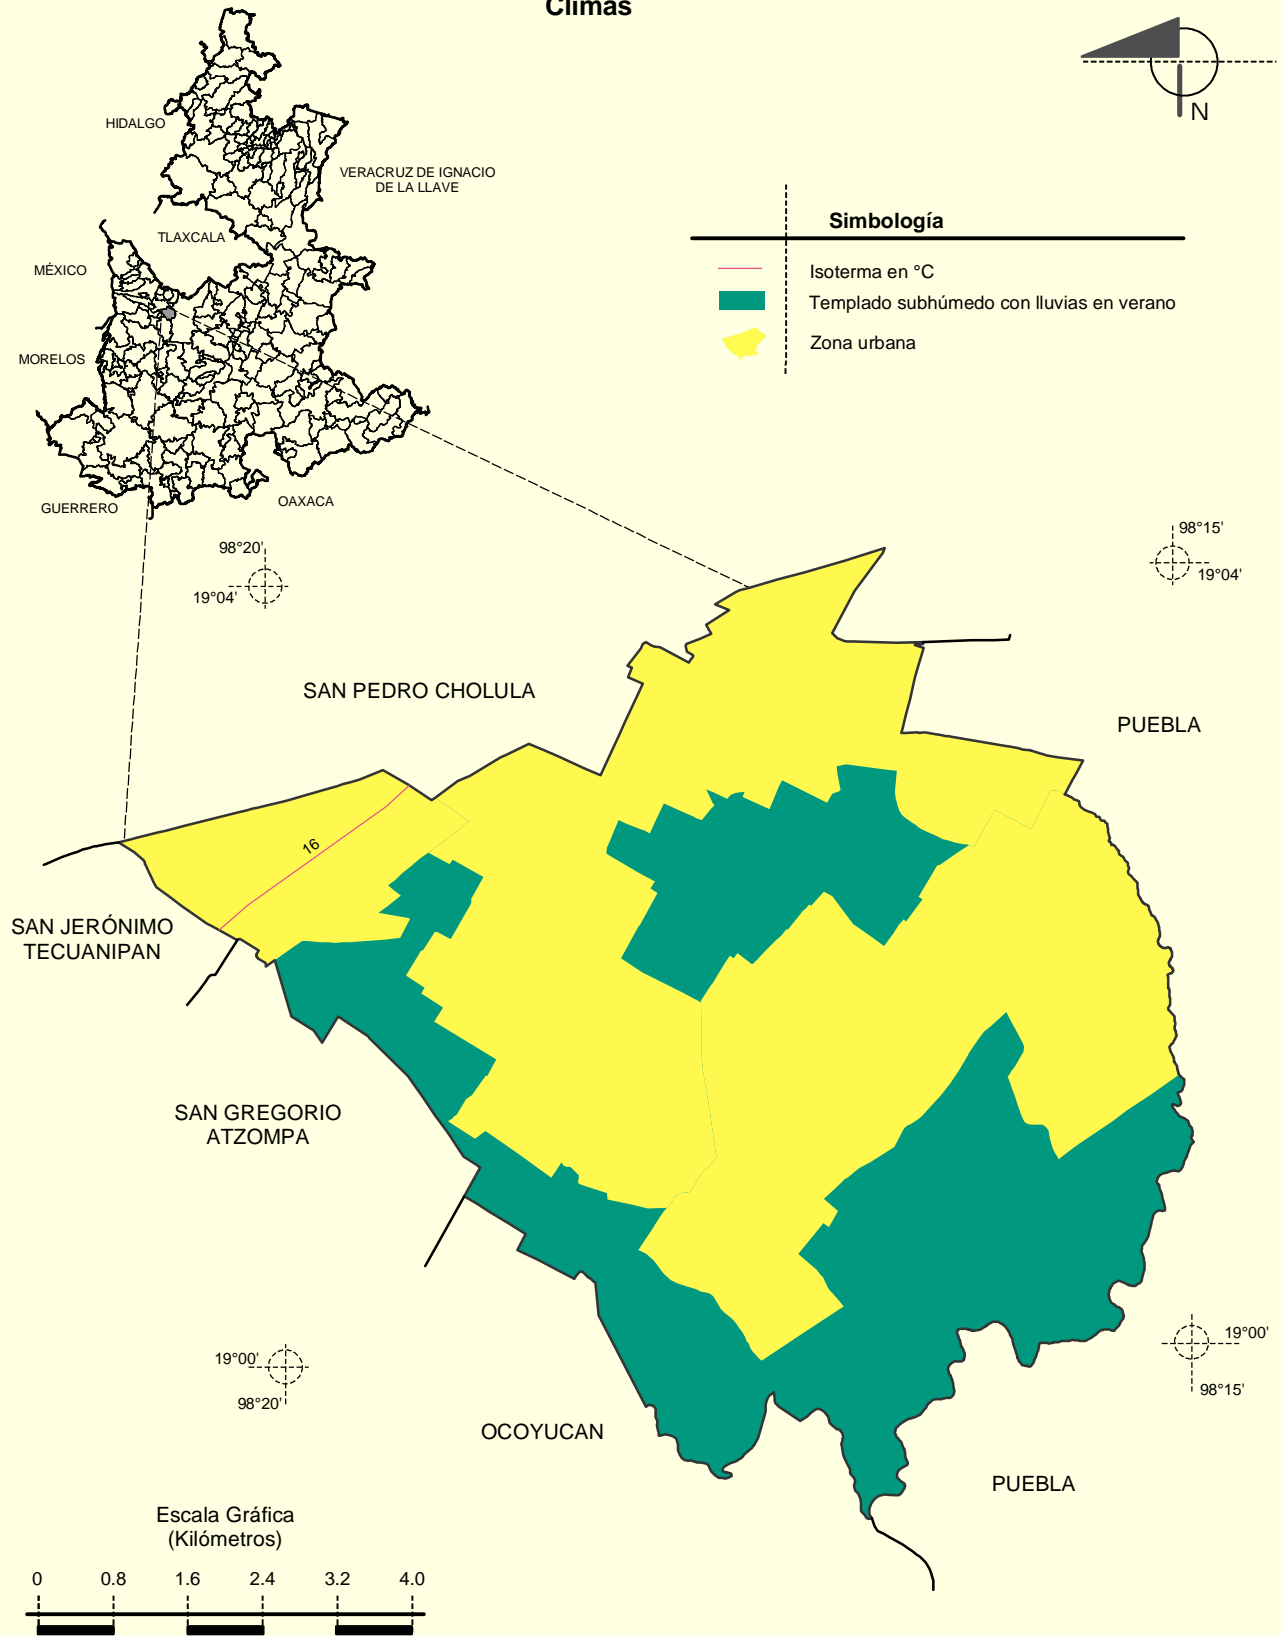 Climas
N
HIDALGO
VERACRUZ DE IGNACIO
DE LA LLAVE
TLAXCALA
MÉXICO
MORELOS
GUERRERO
OAXACA
Simbología
Isoterma en °C
Templado subhúmedo con lluvias en verano
Zona urbana
98°20'
19°04'
98°15'
19°04'
SAN PEDRO CHOLULA
PUEBLA
16
SAN JERÓNIMO
TECUANIPAN
SAN GREGORIO
ATZOMPA
19°00'
98°20'
19°00'
98°15'
OCOYUCAN
PUEBLA
Escala Gráfica
(Kilómetros)
0 0.8 1.6 2.4 3.2 4.0